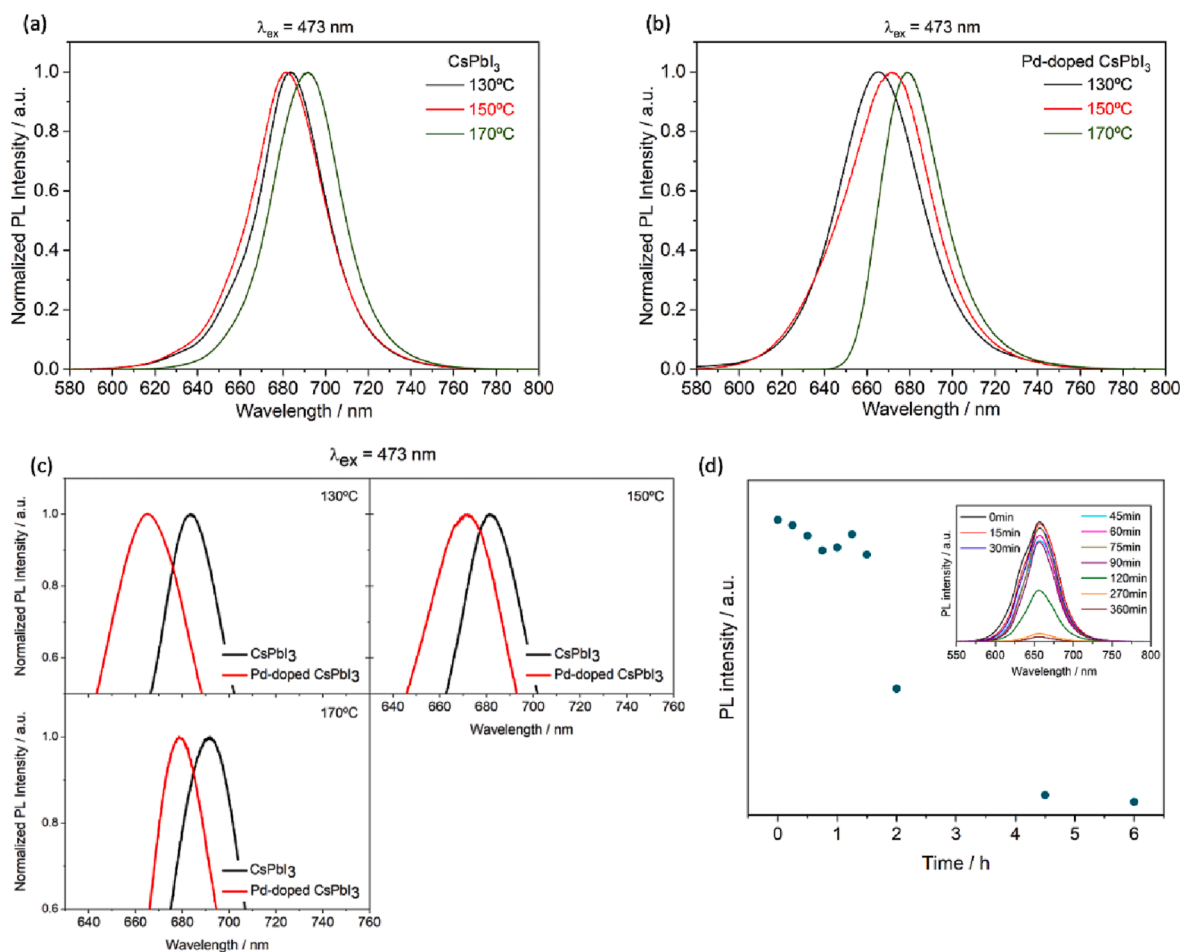 (a)
λex = 473 nm
CsPbI3
130ºC
150ºC
170ºC
Normalized PL Intensity / a.u.
1.0
0.8
0.6
0.4
0.2
0.0
580 600 620 640 660 680 700 720 740 760 780 800
Wavelength / nm
(b)
λex = 473 nm
Pd-doped CsPbI3
130ºC
150ºC
170ºC
Normalized PL Intensity / a.u.
1.0
0.8
0.6
0.4
0.2
0.0
580 600 620 640 660 680 700 720 740 760 780 800
Wavelength / nm
(c)
λex = 473 nm
130ºC
Normalized PL Intensity / a.u.
1.0
0.9
0.8
0.7
0.6
CsPbI3
Pd-doped CsPbI3
150ºC
CsPbI3
Pd-doped CsPbI3
640 660 680 700 720 740 760
Wavelength / nm
170ºC
Normalized PL Intensity / a.u.
1.0
0.9
0.8
0.7
0.6
CsPbI3
Pd-doped CsPbI3
640 660 680 700 720 740 760
Wavelength / nm
(d)
PL intensity / a.u.
0 1 2 3 4 5 6
Time / h
0min
15min
30min
45min
60min
75min
90min
120min
270min
360min
PL intensity / a.u.
550 600 650 700 750 800
Wavelength / nm